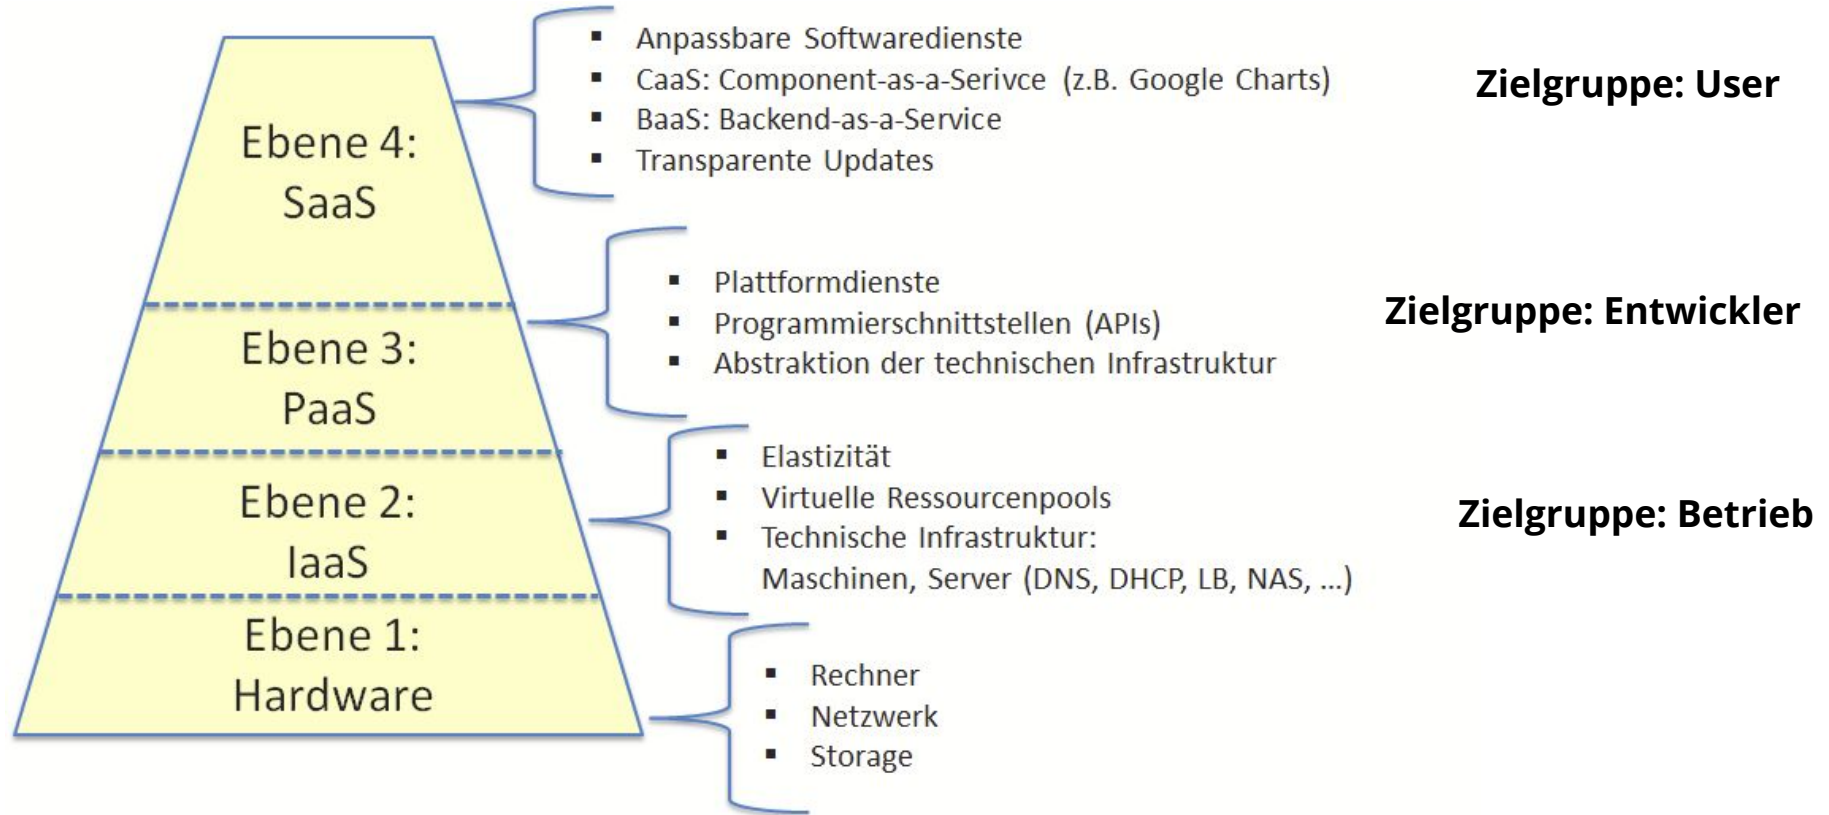 Ebene 4:
SaaS
▪ Anpassbare Softwaredienste
▪ CaaS: Component-as-a-Serivce (z.B. Google Charts)
▪ BaaS: Backend-as-a-Service
▪ Transparente Updates
Zielgruppe: User
Ebene 3:
PaaS
▪ Plattformdienste
▪ Programmierschnittstellen (APIs)
▪ Abstraktion der technischen Infrastruktur
Zielgruppe: Entwickler
Ebene 2:
IaaS
▪ Elastizität
▪ Virtuelle Ressourcenpools
▪ Technische Infrastruktur:
Maschinen, Server (DNS, DHCP, LB, NAS, ...)
Zielgruppe: Betrieb
Ebene 1:
Hardware
▪ Rechner
▪ Netzwerk
▪ Storage